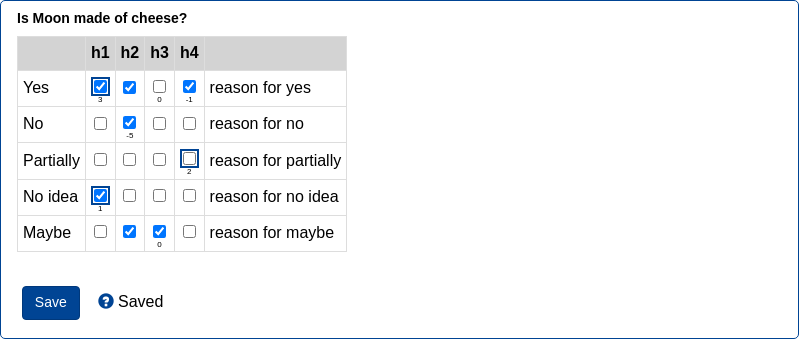 Is Moon made of cheese?
h1 h2 h3 h4
Yes reason for yes
3 0 -1
No reason for no
-5
Partially reason for partially
2
No idea reason for no idea
1
Maybe reason for maybe
0
Save Saved